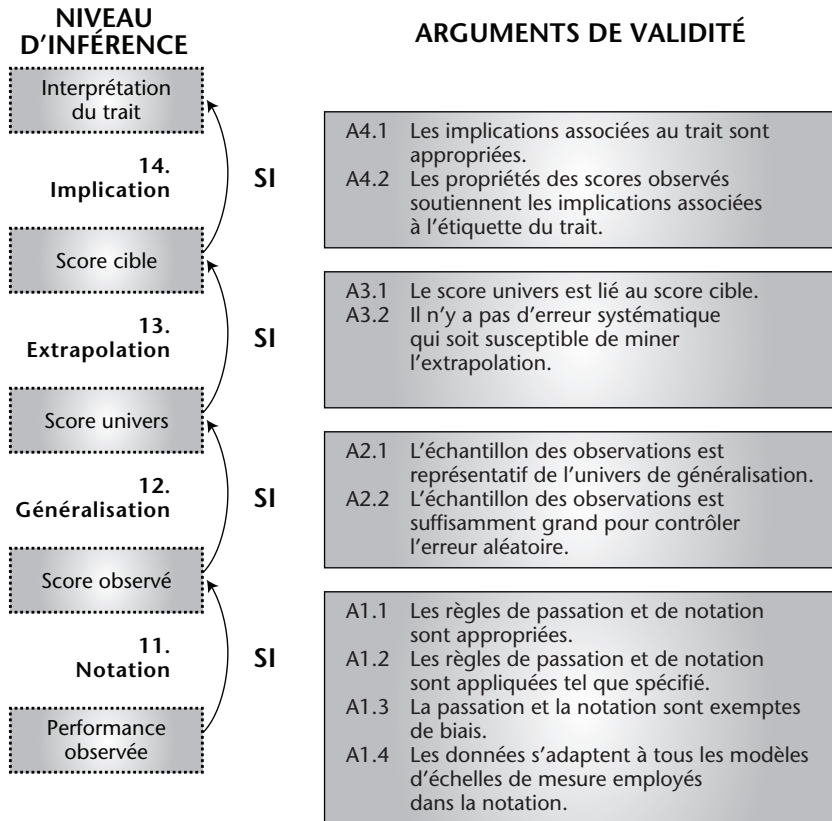 NIVEAU
D'INFÉRENCE
ARGUMENTS DE VALIDITÉ
Interprétation
du trait
14.
Implication
SI
A4.1 Les implications associées au trait sont
appropriées.
A4.2 Les propriétés des scores observés
soutiennent les implications associées
à l'étiquette du trait.
Score cible
13.
Extrapolation
SI
A3.1 Le score univers est lié au score cible.
A3.2 Il n'y a pas d'erreur systématique
qui soit susceptible de miner
l'extrapolation.
Score univers
12.
Généralisation
SI
A2.1 L'échantillon des observations est
représentatif de l'univers de généralisation.
A2.2 L'échantillon des observations est
suffisamment grand pour contrôler
l'erreur aléatoire.
Score observé
11.
Notation
SI
A1.1 Les règles de passation et de notation
sont appropriées.
A1.2 Les règles de passation et de notation
sont appliquées tel que spécifié.
A1.3 La passation et la notation sont exemptes
de biais.
A1.4 Les données s'adaptent à tous les modèles
d'échelles de mesure employés
dans la notation.
Performance
observée